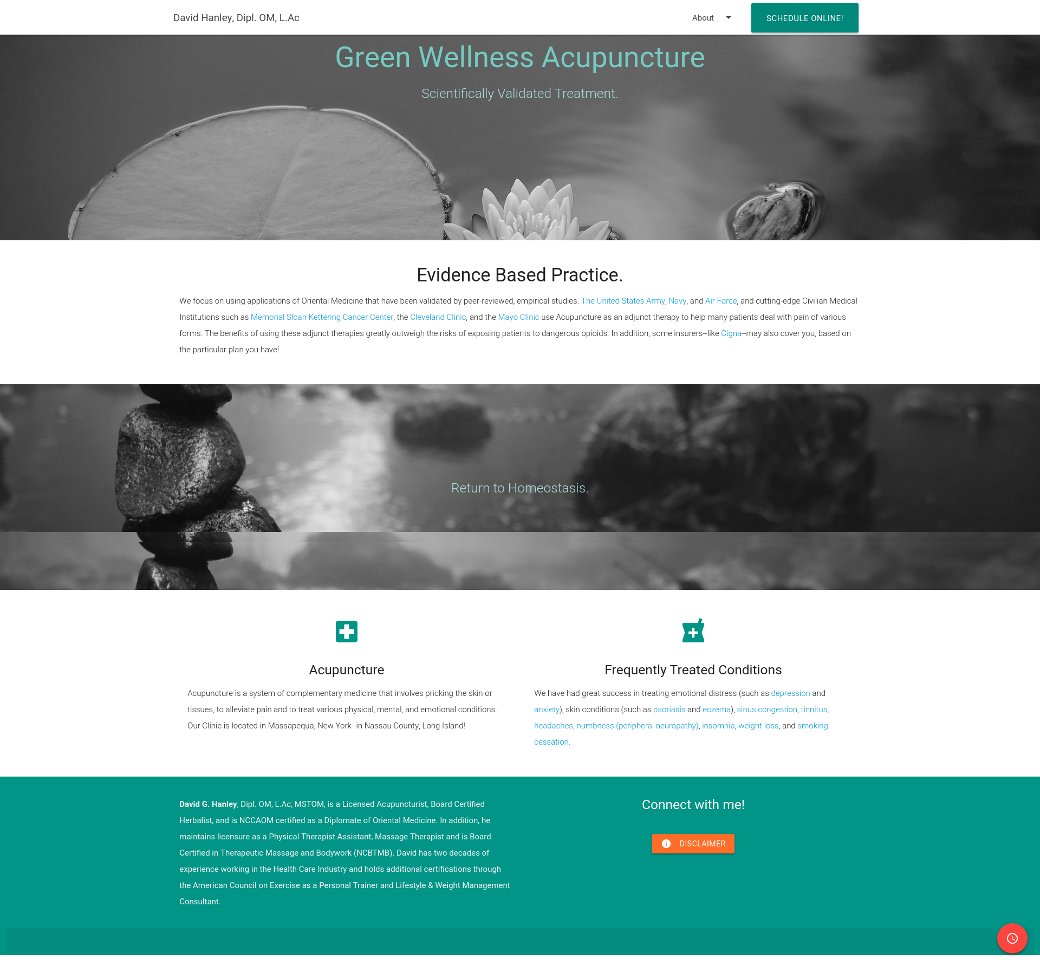 David Hanley, Dipl. OM, L.Ac
About
SCHEDULE ONLINE!
Green Wellness Acupuncture
Scientifically Validated Treatment.
Evidence Based Practice.
We focus on using applications of Oriental Medicine that have been validated by peer-reviewed, empirical studies. The United States Army, Navy, and Air Force, and cutting-edge Civilian Medical
Institutions such as Memorial Sloan Kettering Cancer Center, the Cleveland Clinic, and the Mayo Clinic use Acupuncture as an adjunct therapy to help many patients deal with pain of various
forms. The benefits of using these adjunct therapies greatly outweigh the risks of exposing patients to dangerous opioids. In addition, some insurers--like Cigna--may also cover you, based on
the particular plan you have!
Return to Homeostasis.
Acupuncture
Acupuncture is a system of complementary medicine that involves pricking the skin or
tissues, to alleviate pain and to treat various physical, mental, and emotional conditions.
Our Clinic is located in Massapequa, New York -in Nassau County, Long Island!
Frequently Treated Conditions
We have had great success in treating emotional distress (such as depression and
anxiety), skin conditions (such as psoriasis and eczema), sinus congestion, tinnitus,
headaches, numbness (peripheral neuropathy), insomnia, weight loss, and smoking
cessation.
David G. Hanley, Dipl. OM, L.Ac, MSTOM, is a Licensed Acupuncturist, Board Certified
Herbalist, and is NCCAOM certified as a Diplomate of Oriental Medicine. In addition, he
maintains licensure as a Physical Therapist Assistant, Massage Therapist and is Board
Certified in Therapeutic Massage and Bodywork (NCBTMB). David has two decades of
experience working in the Health Care Industry and holds additional certifications through
the American Council on Exercise as a Personal Trainer and Lifestyle & Weight Management
Consultant.
Connect with me!
DISCLAIMER